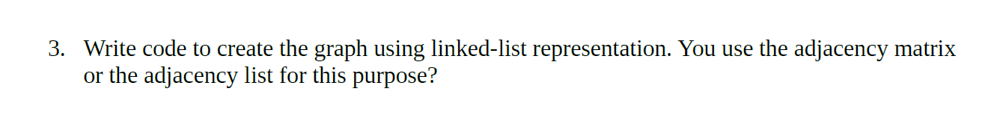 3. Write code to create the graph using linked-list representation. You use the adjacency matrix
or the adjacency list for this purpose?